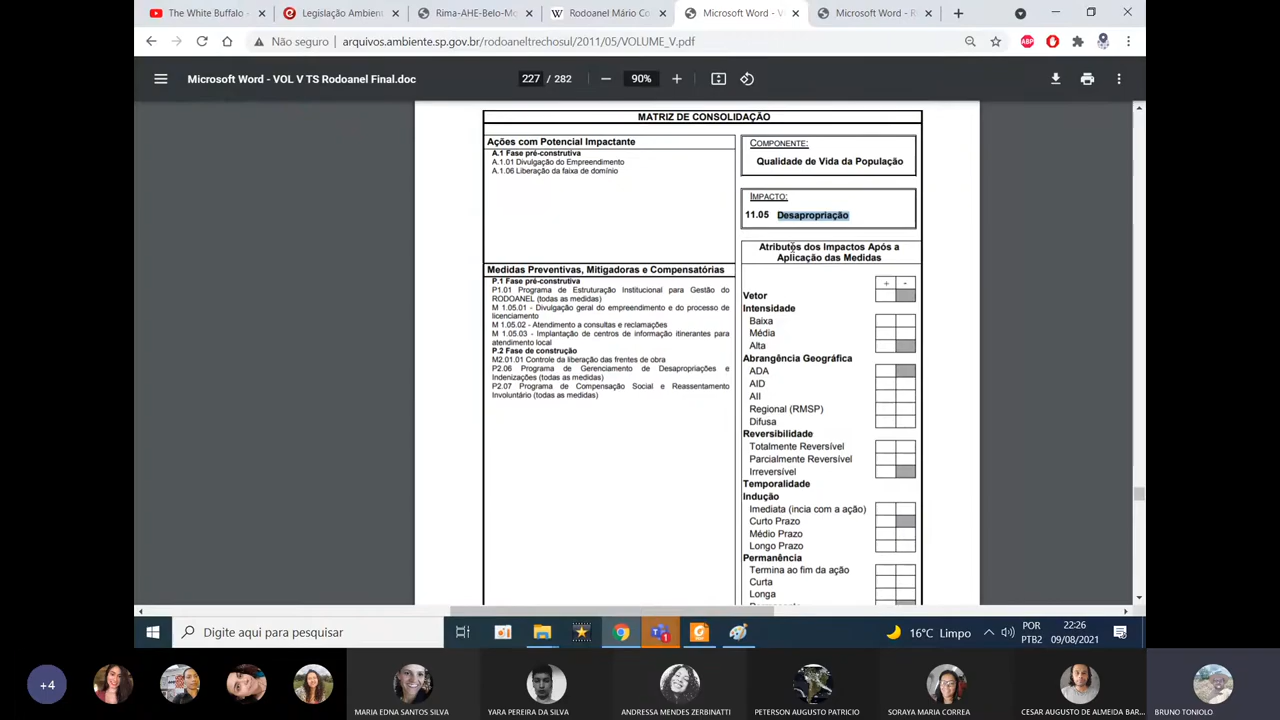 The White Buffalo -
Legislação Ambien
Rima-AHE-Belo-Mo
Rodoanel Mário Co
Microsoft Word - V
Microsoft Word - R
Não seguro
arquivos.ambiente.sp.gov.br/rodoaneltrechosul/2011/05/VOLUME_V.pdf
ABP
Microsoft Word - VOL V TS Rodoanel Final.doc
227 / 282
90%
MATRIZ DE CONSOLIDAÇÃO
Ações com Potencial Impactante
A.1 Fase pré-construtiva
A.1.01 Divulgação do Empreendimento
A.1.06 Liberação da faixa de domínio
Medidas Preventivas, Mitigadoras e Compensatórias
P.1 Fase pré-construtiva
P1.01 Programa de Estruturação Institucional para Gestão do
RODOANEL (todas as medidas)
M 1.05.01 - Divulgação geral do empreendimento e do processo de
licenciamento
M 1.05.02 - Atendimento a consultas e reclamações
M 1.05.03 - Implantação de centros de informação itinerantes para
atendimento local
P.2 Fase de construção
M2.01.01 Controle da liberação das frentes de obra
P2.06 Programa de Gerenciamento de Desapropriações e
Indenizações (todas as medidas)
P2.07 Programa de Compensação Social e Reassentamento
Involuntário (todas as medidas)
COMPONENTE:
Qualidade de Vida da População
IMPACTO:
11.05 Desapropriação
Atributos dos Impactos Após a
Aplicação das Medidas
+ -
Vetor
Intensidade
Baixa
Média
Alta
Abrangência Geográfica
ADA
AID
AII
Regional (RMSP)
Difusa
Reversibilidade
Totalmente Reversível
Parcialmente Reversível
Irreversível
Temporalidade
Indução
Imediata (incia com a ação)
Curto Prazo
Médio Prazo
Longo Prazo
Permanência
Termina ao fim da ação
Curta
Longa
Digite aqui para pesquisar
1
16°C Limpo
POR
PTB2
22:26
09/08/2021
+4
MARIA EDNA SANTOS SILVA
YARA PEREIRA DA SILVA
ANDRESSA MENDES ZERBINATTI
PETERSON AUGUSTO PATRICIO
SORAYA MARIA CORREA
CESAR AUGUSTO DE ALMEIDA BAR...
BRUNO TONIOLO